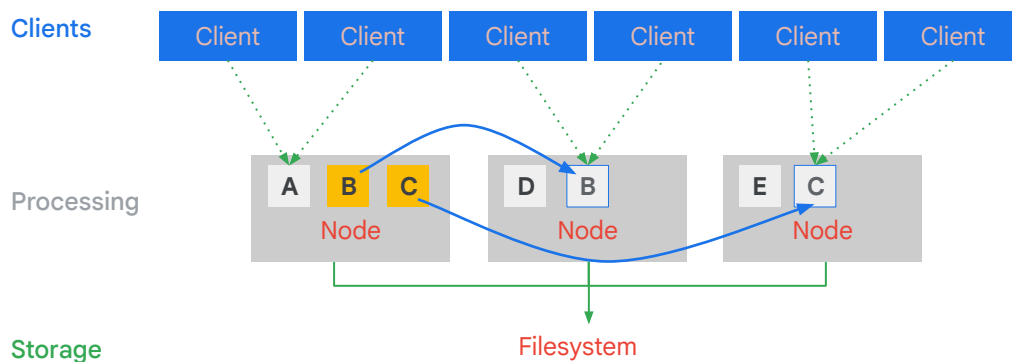 Clients
Client Client Client Client Client Client
Processing
A B C D B E C
Node Node Node
Storage
Filesystem